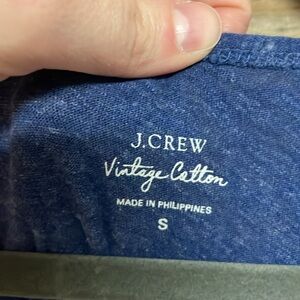 J.CREW
Vintage Cotton
MADE IN PHILIPPINES
S